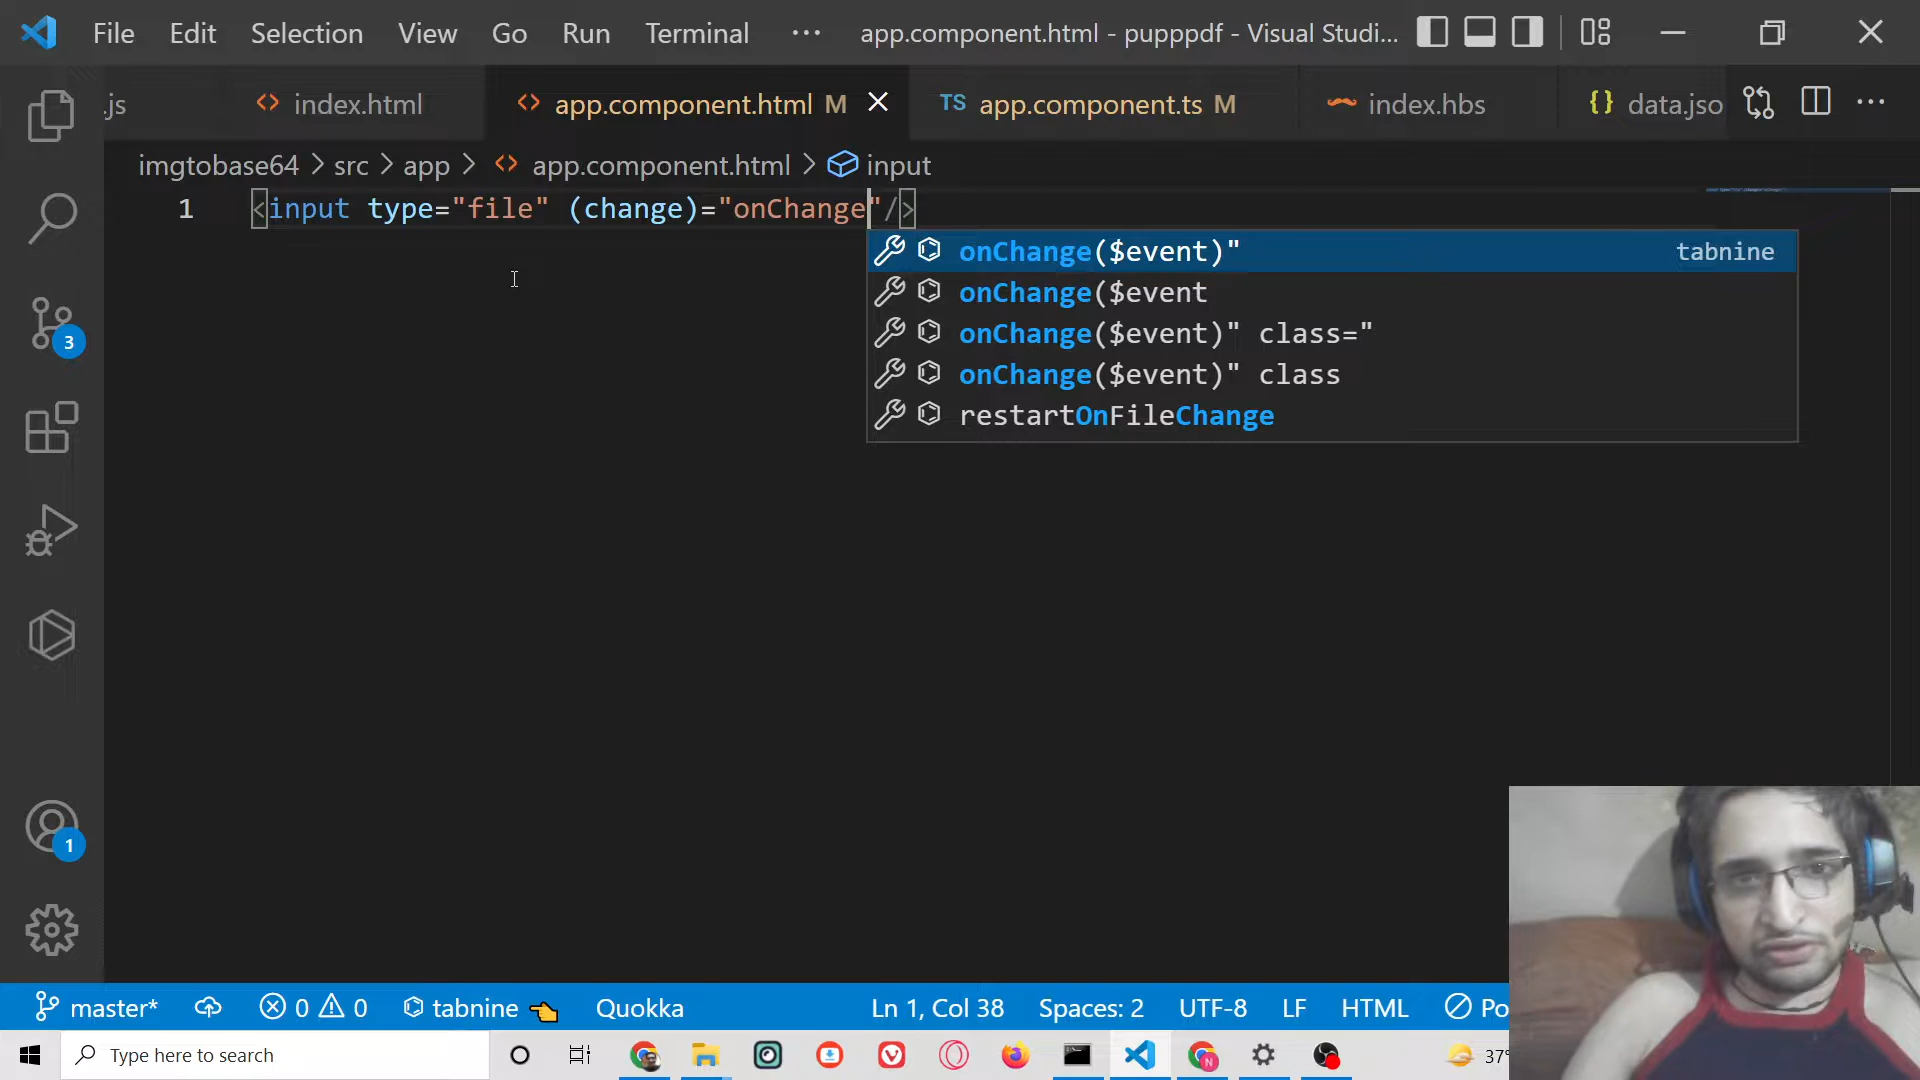 File Edit Selection View Go Run Terminal ··· app.component.html - pupppdf - Visual Studi...
.js <> index.html <> app.component.html M TS app.component.ts M index.hbs {} data.jso ···
imgtobase64 > src > app > <> app.component.html > input
1 <input type="file" (change)="onChange"/>
onChange($event)" tabnine
onChange($event
onChange($event)" class="
onChange($event)" class
restartOnFileChange
3
1
master* 0 0 tabnine Quokka Ln 1, Col 38 Spaces: 2 UTF-8 LF HTML Po
Type here to search 37°